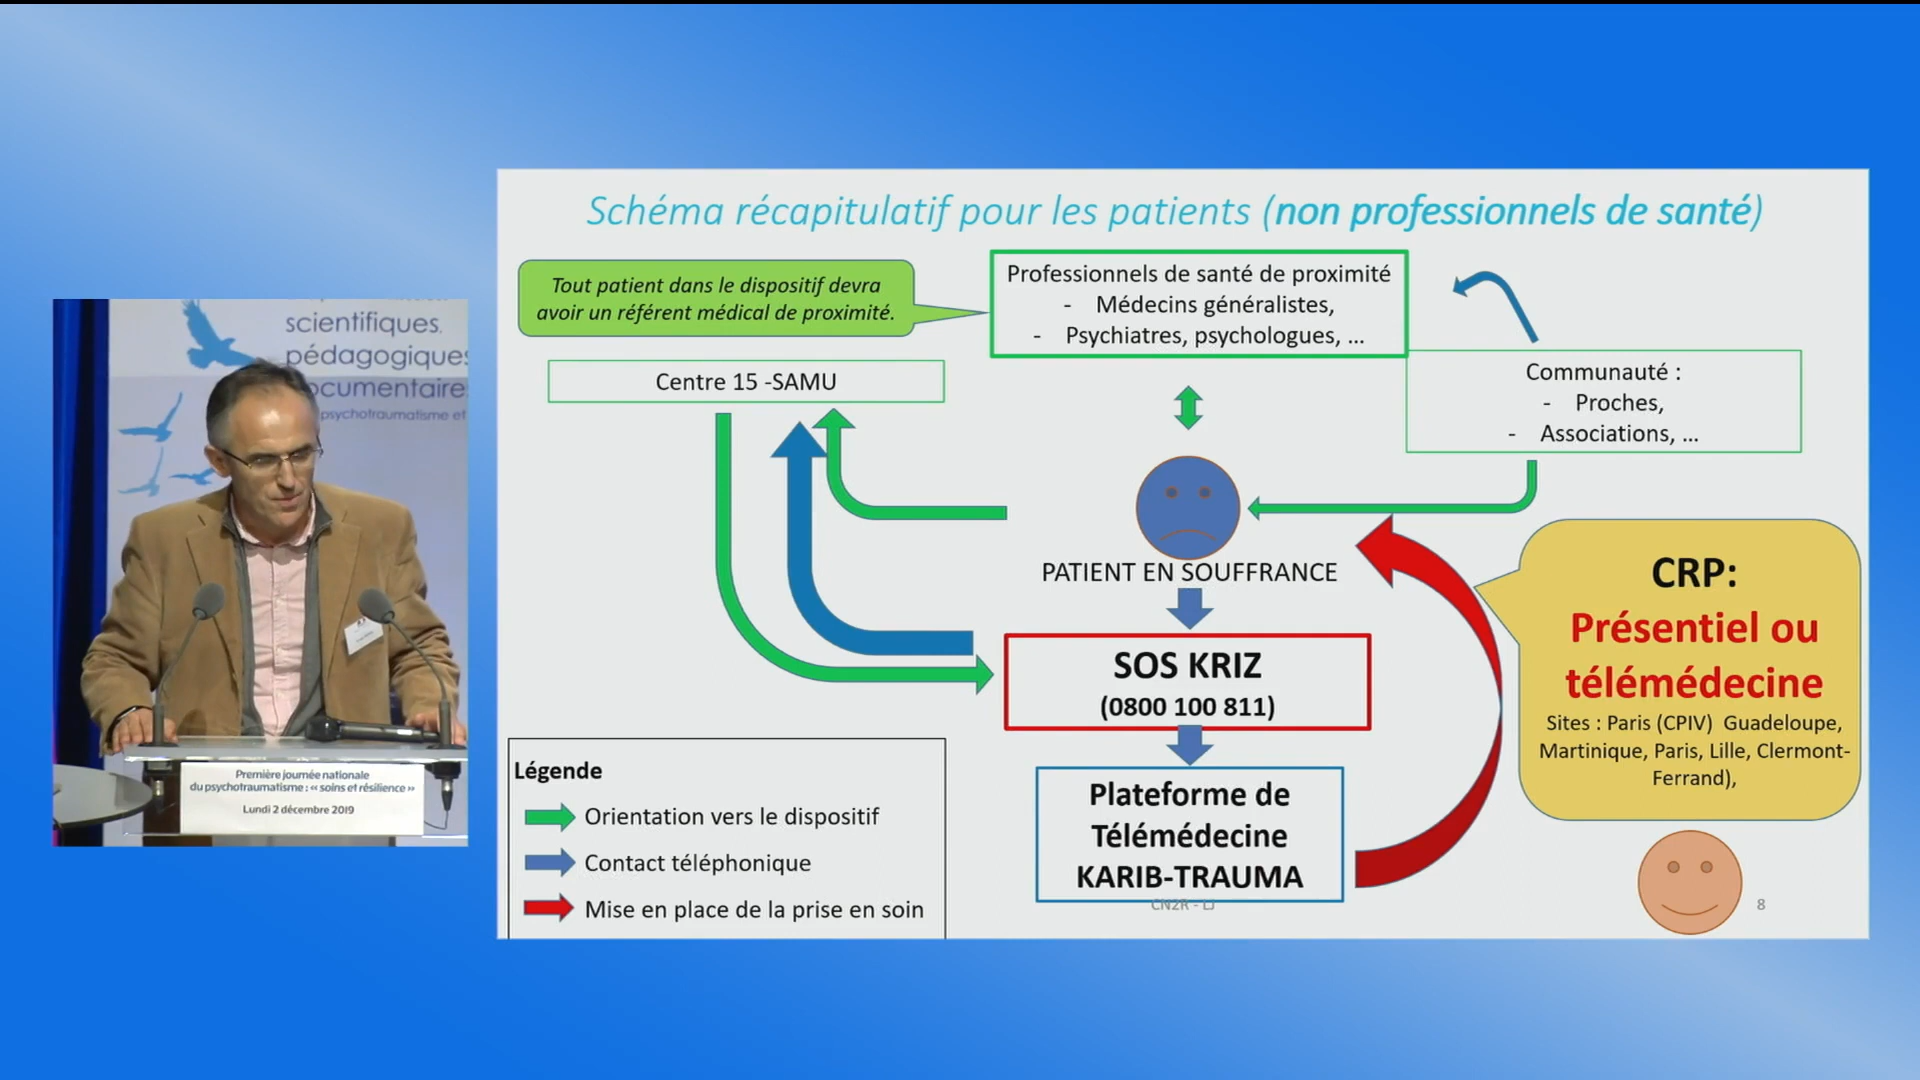 scientifiques,
pédagogiques
documentaire
psychotraumatisme et
Première journée nationale
du psychotraumatisme : « soins et résilience »
Lundi 2 décembre 2019
Schéma récapitulatif pour les patients (non professionnels de santé)
Tout patient dans le dispositif devra
avoir un référent médical de proximité.
Professionnels de santé de proximité
- Médecins généralistes,
- Psychiatres, psychologues, ...
Centre 15 -SAMU
Communauté :
- Proches,
- Associations, ...
PATIENT EN SOUFFRANCE
SOS KRIZ
(0800 100 811)
Plateforme de
Télémédecine
KARIB-TRAUMA
CRP:
Présentiel ou
télémédecine
Sites : Paris (CPIV) Guadeloupe,
Martinique, Paris, Lille, Clermont-
Ferrand),
Légende
Orientation vers le dispositif
Contact téléphonique
Mise en place de la prise en soin
CN2R - LJ
8